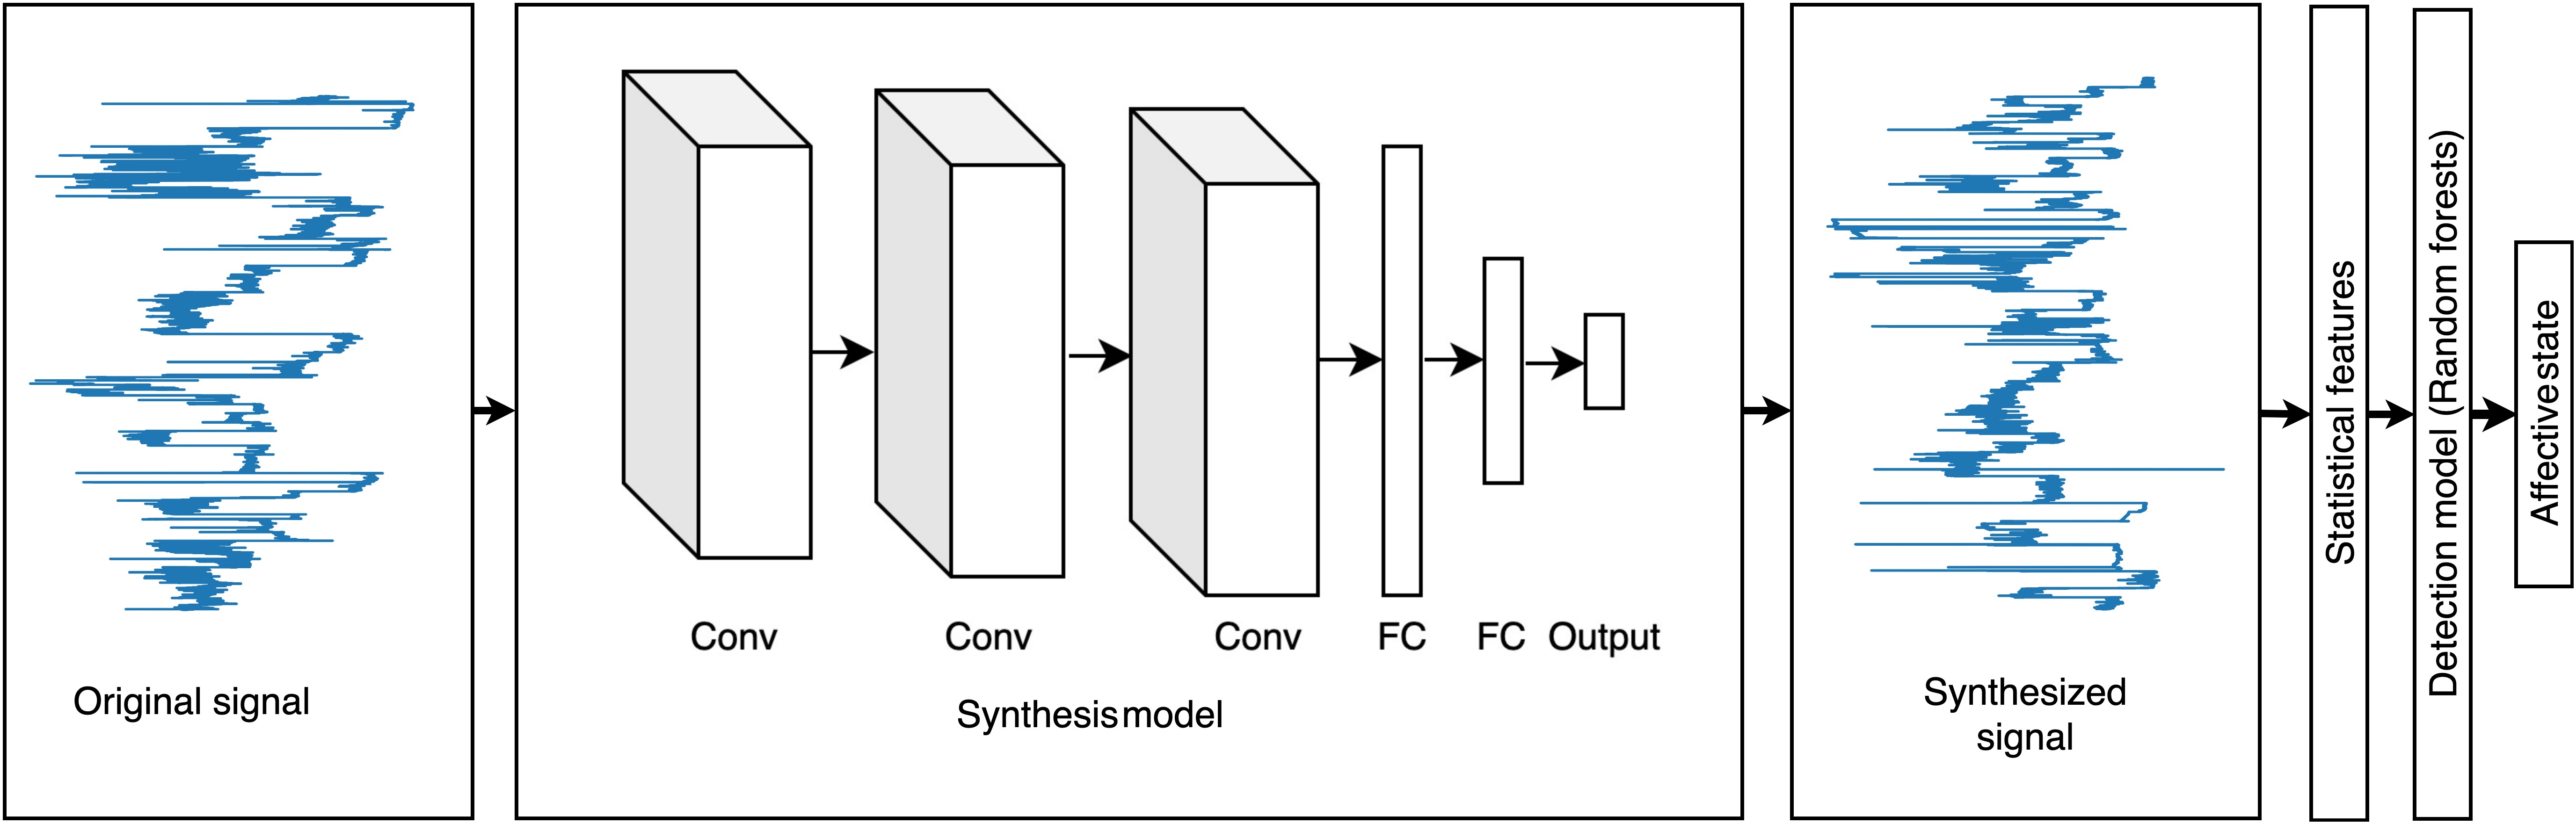 Original signal
Conv
Conv
Conv
FC
FC
Output
Synthesis model
Synthesized
signal
Statistical features
Detection model (Random forests)
Affective state